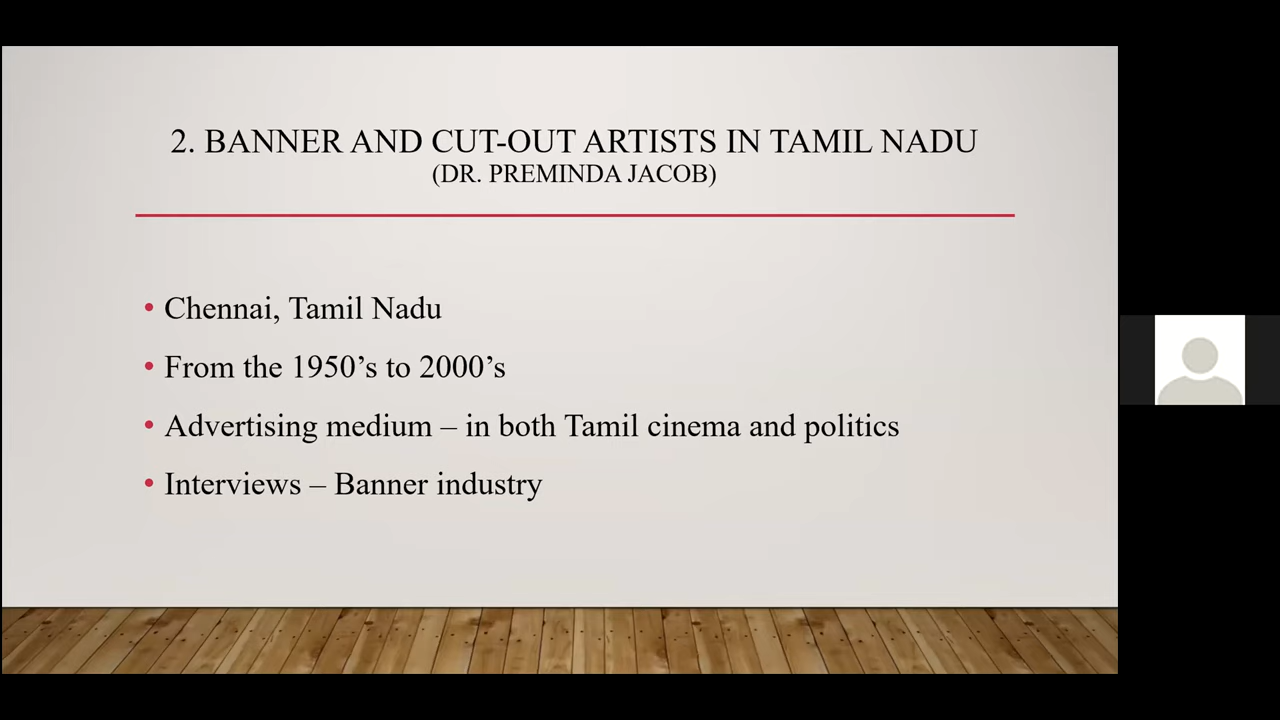 2. BANNER AND CUT-OUT ARTISTS IN TAMIL NADU
(DR. PREMINDA JACOB)
• Chennai, Tamil Nadu
• From the 1950’s to 2000’s
• Advertising medium – in both Tamil cinema and politics
• Interviews – Banner industry